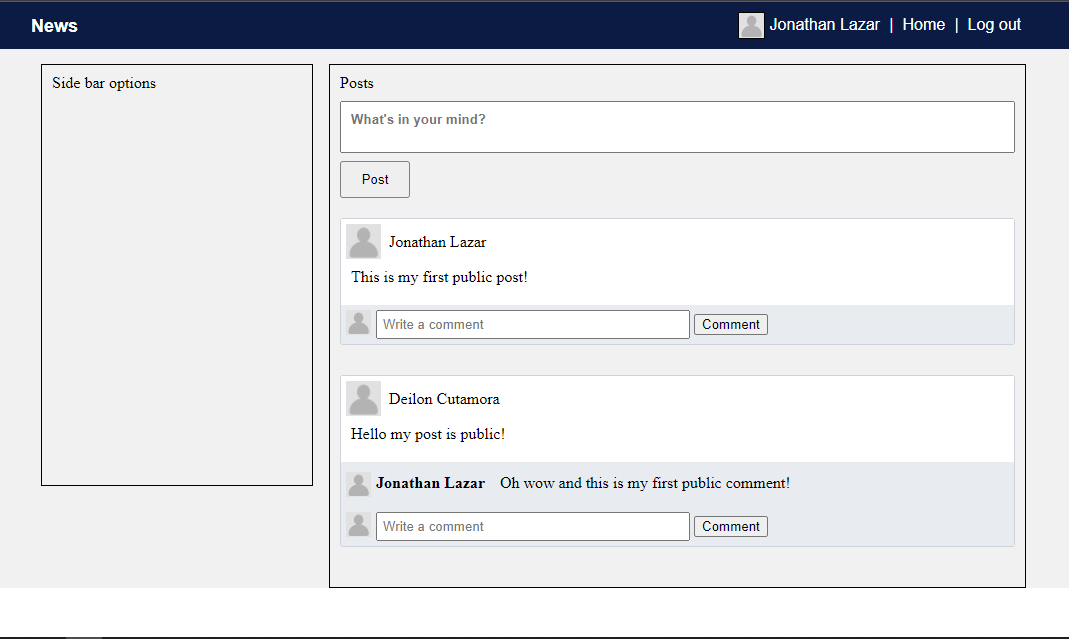 News
Jonathan Lazar | Home | Log out
Side bar options
Posts
What's in your mind?
Post
Jonathan Lazar
This is my first public post!
Write a comment Comment
Deilon Cutamora
Hello my post is public!
Jonathan Lazar Oh wow and this is my first public comment!
Write a comment Comment